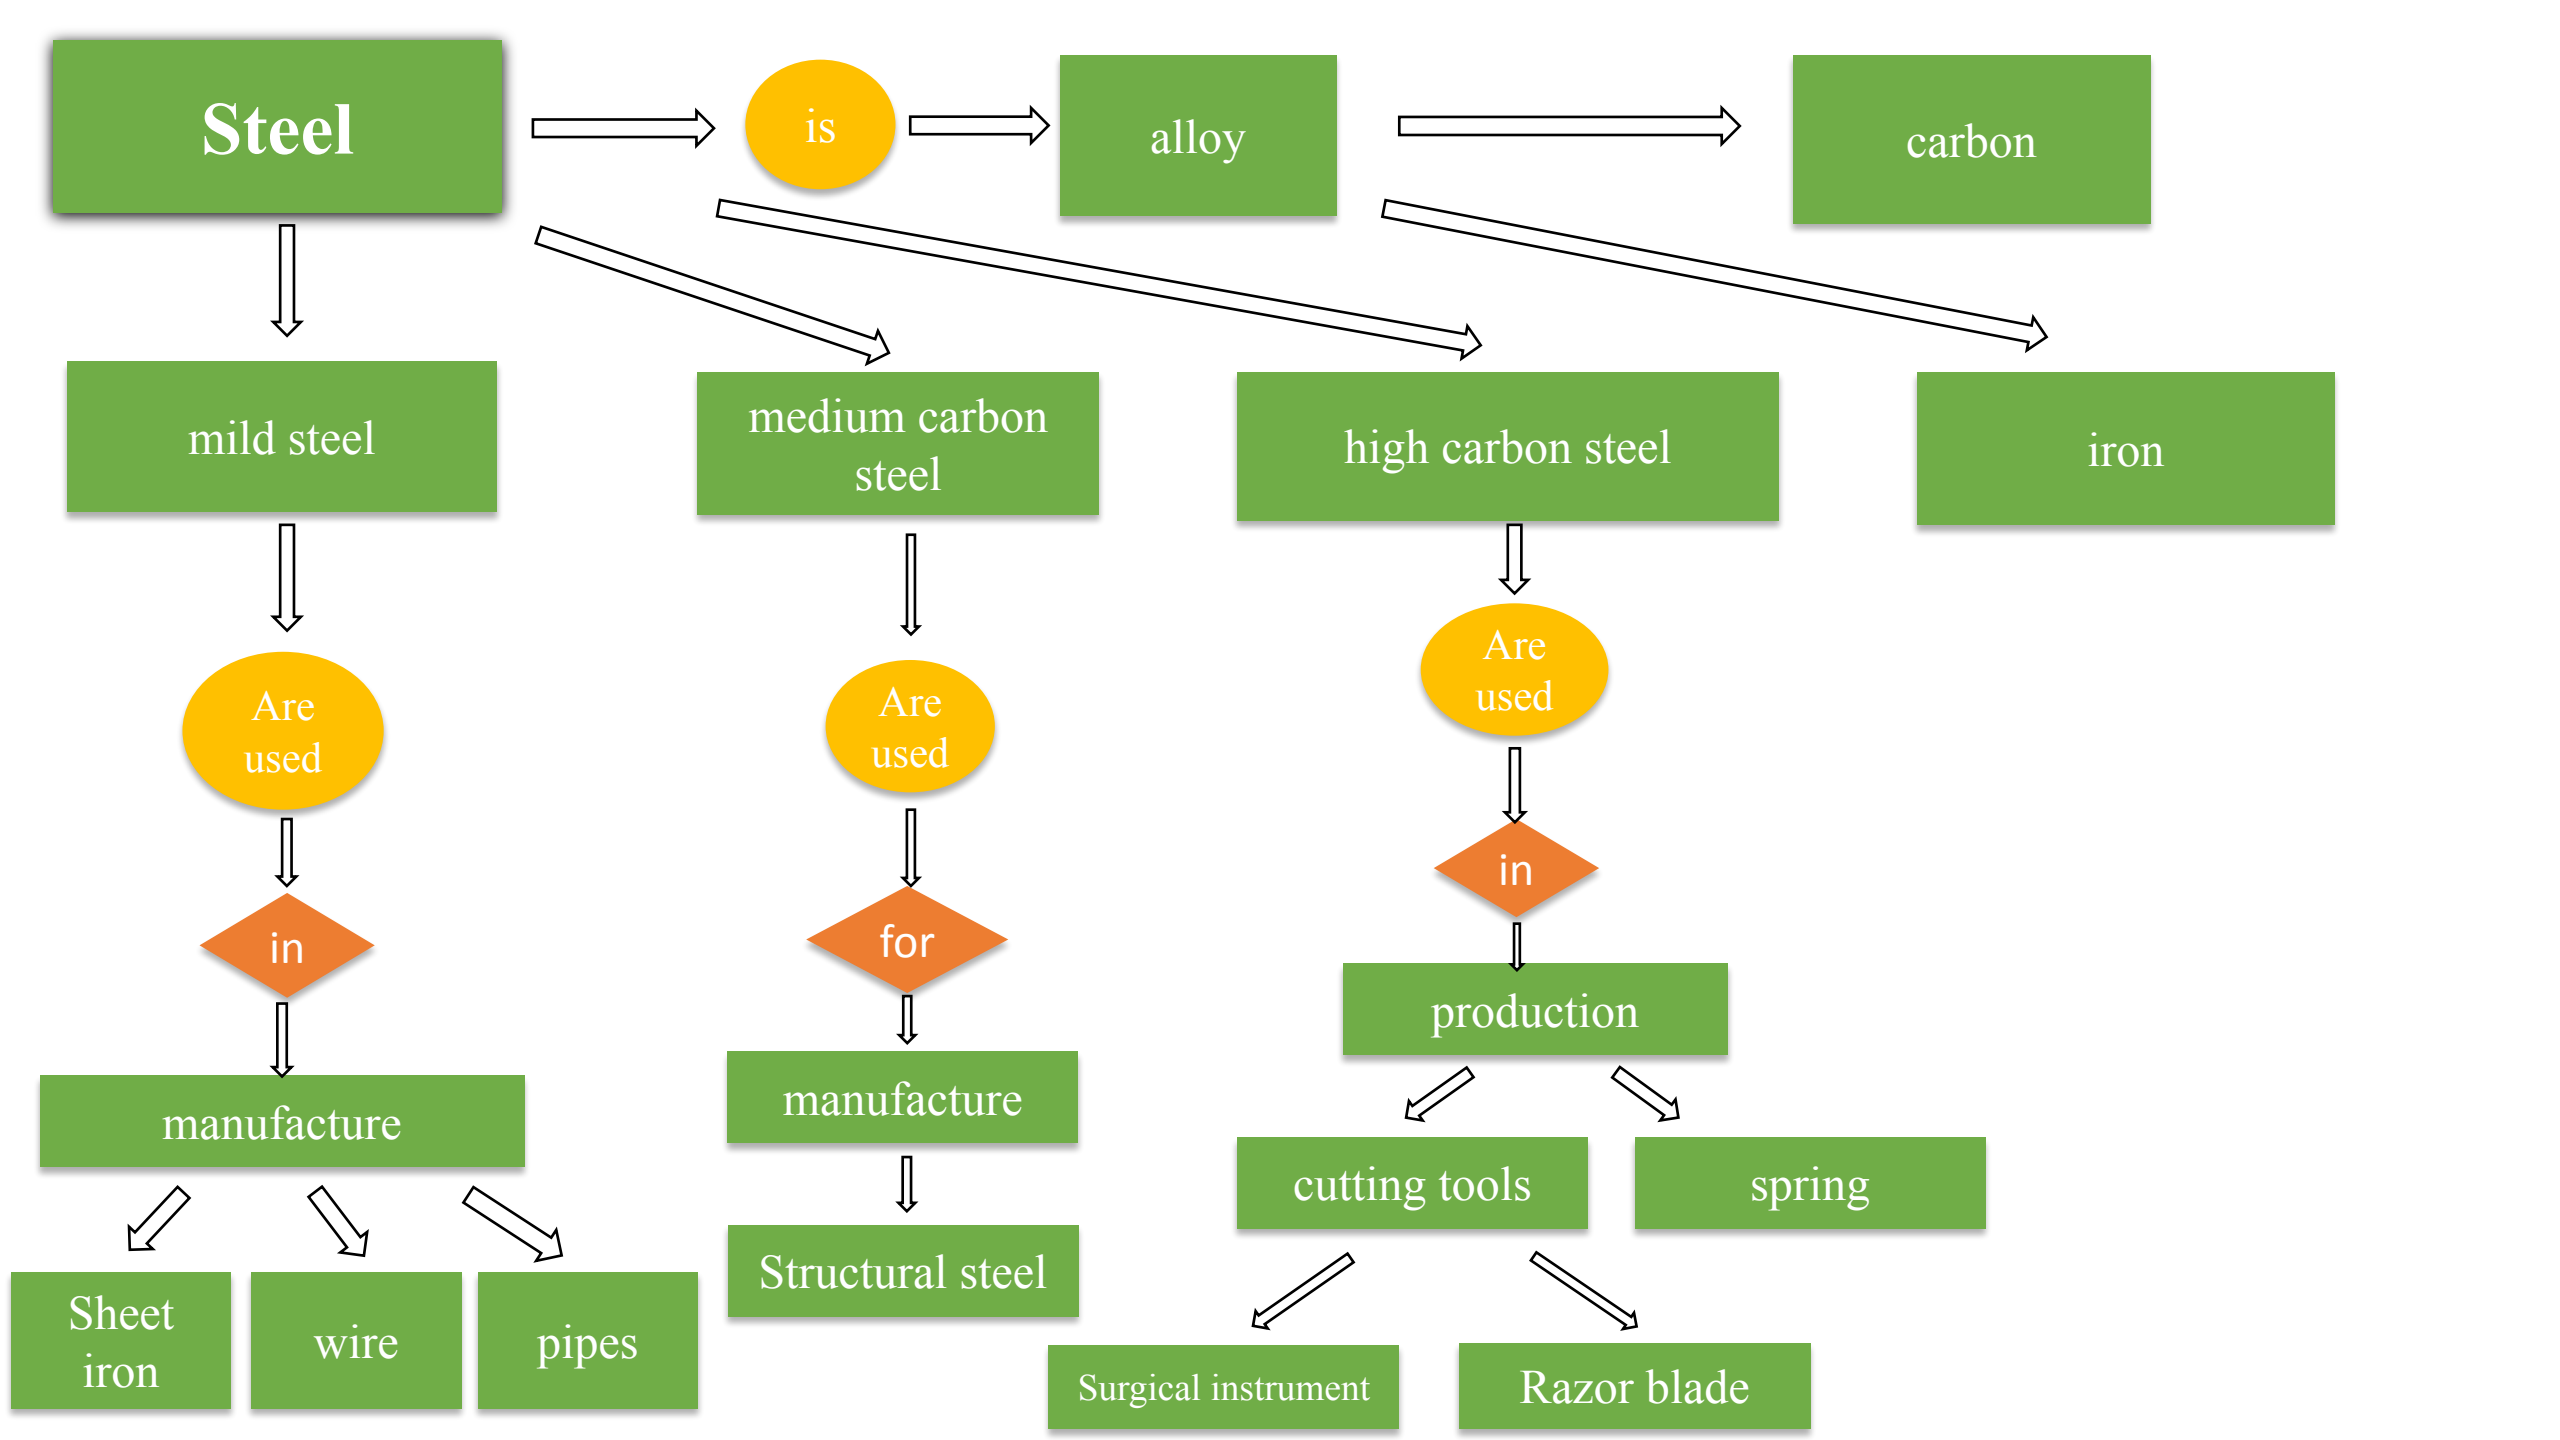 Steel
is
alloy
carbon
mild steel
medium carbon
steel
high carbon steel
iron
Are
used
Are
used
Are
used
in
for
in
manufacture
manufacture
production
Structural steel
cutting tools
spring
Sheet
iron
wire
pipes
Surgical instrument
Razor blade